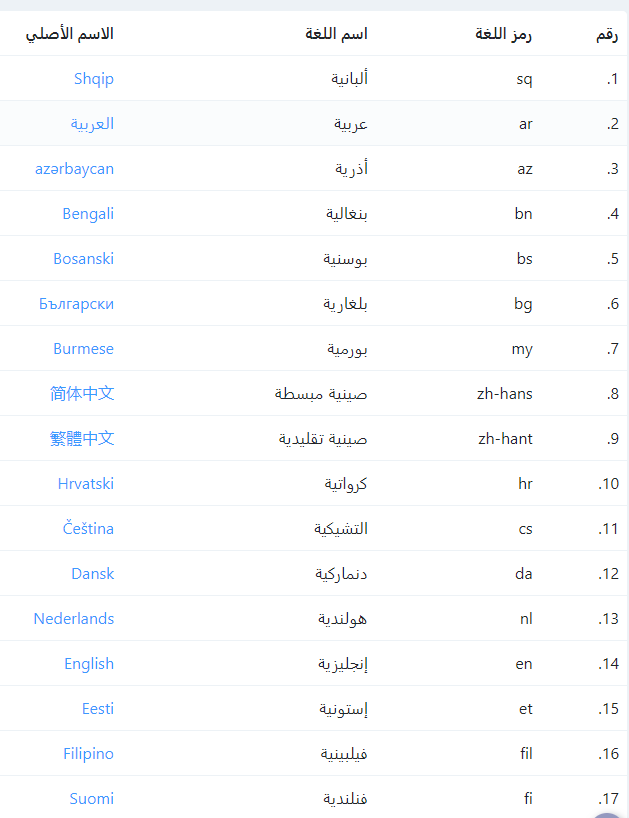 رقم رمز اللغة اسم اللغة الاسم الأصلي
1. sq ألبانية Shqip
2. ar عربية العربية
3. az أذرية azərbaycan
4. bn بنغالية Bengali
5. bs بوسنية Bosanski
6. bg بلغارية Български
7. my بورمية Burmese
8. zh-hans صينية مبسطة 简体中文
9. zh-hant صينية تقليدية 繁體中文
10. hr كرواتية Hrvatski
11. cs التشيكية Čeština
12. da دنماركية Dansk
13. nl هولندية Nederlands
14. en إنجليزية English
15. et إستونية Eesti
16. fil فيلبينية Filipino
17. fi فنلندية Suomi